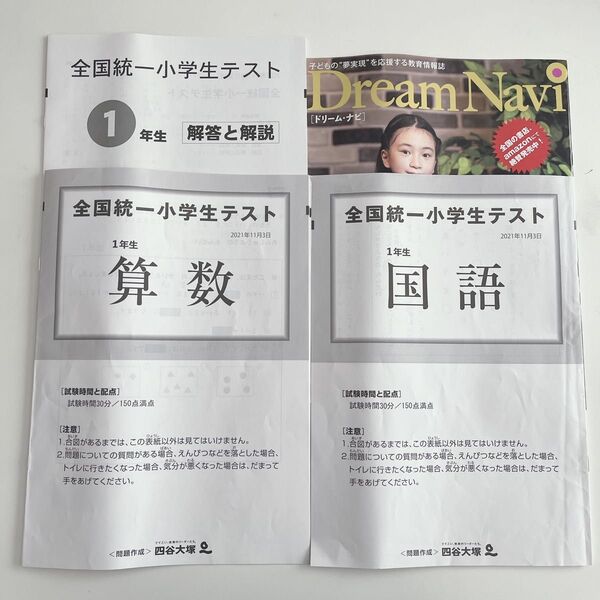 全国統一小学生テスト
1年生
解答と解説
子どもの"夢実現"を応援する教育情報誌
Dream Navi
[ドリーム・ナビ]
全国の書店、
amazonにて
絶賛発売中！
全国統一小学生テスト
2021年11月3日
1年生
算数
[試験時間と配点]
試験時間30分／150点満点
[注意]
1.合図があるまでは、この表紙以外は見てはいけません。
2.問題についての質問がある場合、えんぴつなどを落とした場合、
トイレに行きたくなった場合、気分が悪くなった場合は、だまって
手をあげてください。
＜問題作成＞ 四谷大塚
全国統一小学生テスト
2021年11月3日
1年生
国語
[試験時間と配点]
試験時間30分／150点満点
[注意]
1.合図があるまでは、この表紙以外は見てはいけません。
2.問題についての質問がある場合、えんぴつなどを落とした場合、
トイレに行きたくなった場合、気分が悪くなった場合は、だまって
手をあげてください。
＜問題作成＞ 四谷大塚